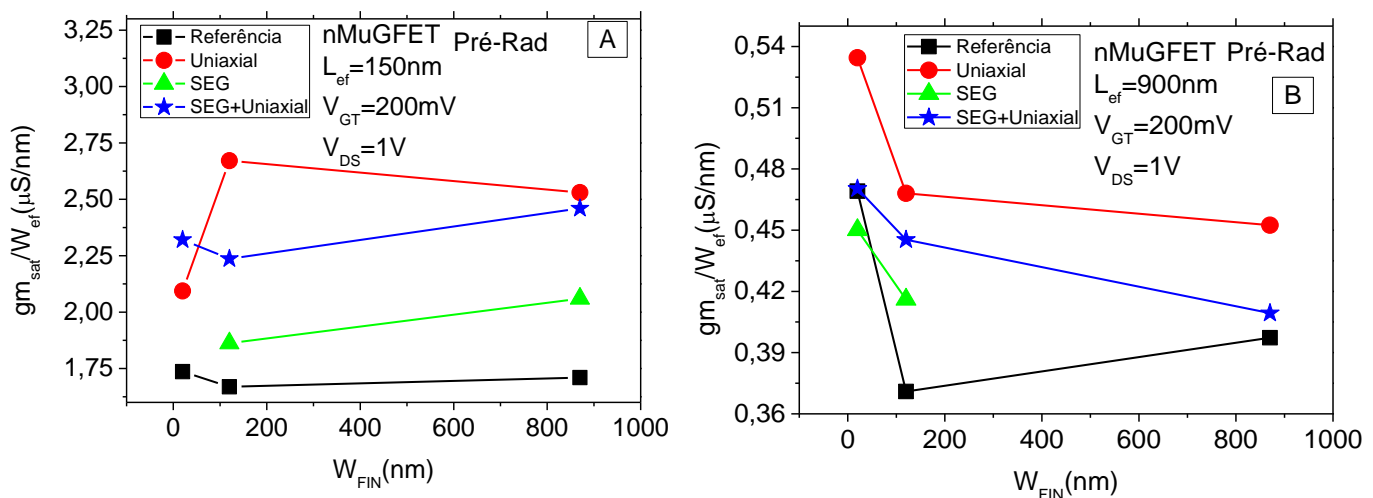 3,25
3,00
2,75
2,50
2,25
2,00
1,75
gm_sat/W_ef(μS/nm)
Referência
Uniaxial
SEG
SEG+Uniaxial
nMuGFET Pré-Rad
A
L_ef=150nm
V_GT=200mV
V_DS=1V
0 200 400 600 800 1000
W_FIN(nm)
0,54
0,51
0,48
0,45
0,42
0,39
0,36
gm_sat/W_ef(μS/nm)
Referência
Uniaxial
SEG
SEG+Uniaxial
nMuGFET Pré-Rad
B
L_ef=900nm
V_GT=200mV
V_DS=1V
0 200 400 600 800 1000
W_FIN(nm)